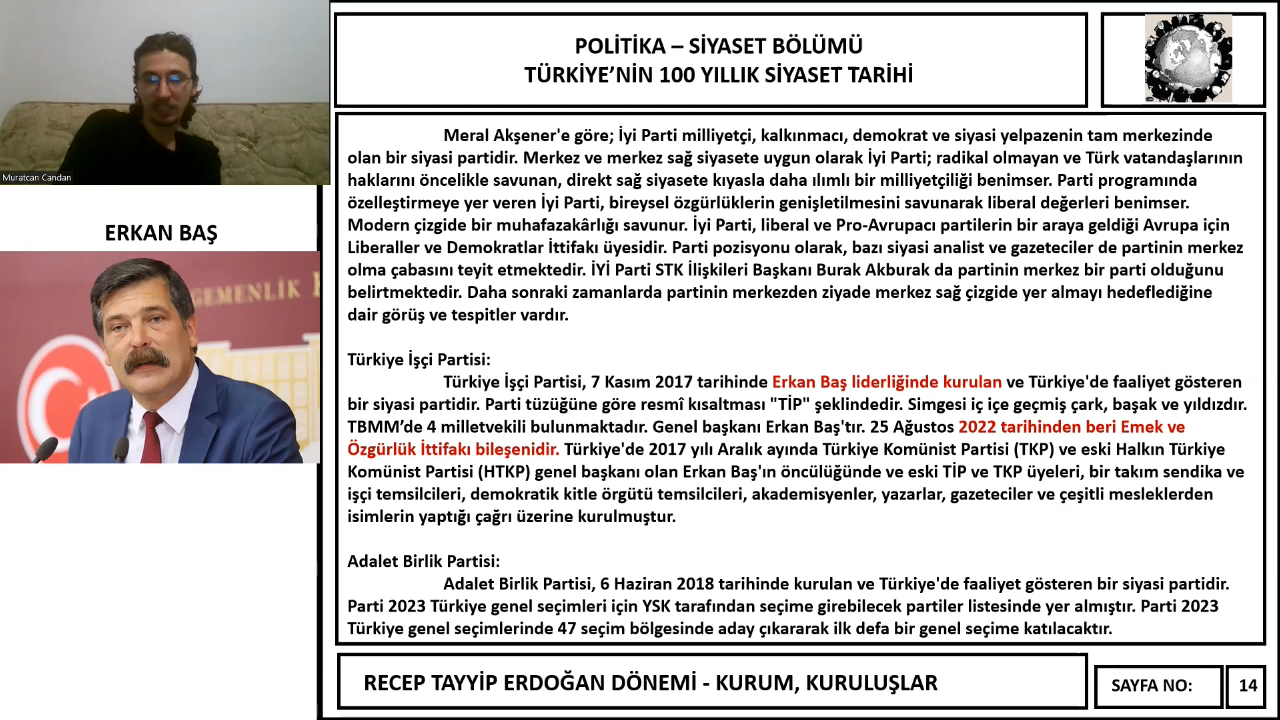 Muratcan Candan
ERKAN BAŞ
EGEMENLİK
POLİTİKA – SİYASET BÖLÜMÜ
TÜRKİYE’NİN 100 YILLIK SİYASET TARİHİ
Meral Akşener'e göre; İyi Parti milliyetçi, kalkınmacı, demokrat ve siyasi yelpazenin tam merkezinde
olan bir siyasi partidir. Merkez ve merkez sağ siyasete uygun olarak İyi Parti; radikal olmayan ve Türk vatandaşlarının
haklarını öncelikle savunan, direkt sağ siyasete kıyasla daha ılımlı bir milliyetçiliği benimser. Parti programında
özelleştirmeye yer veren İyi Parti, bireysel özgürlüklerin genişletilmesini savunarak liberal değerleri benimser.
Modern çizgide bir muhafazakârlığı savunur. İyi Parti, liberal ve Pro-Avrupacı partilerin bir araya geldiği Avrupa için
Liberaller ve Demokratlar İttifakı üyesidir. Parti pozisyonu olarak, bazı siyasi analist ve gazeteciler de partinin merkez
olma çabasını teyit etmektedir. İYİ Parti STK İlişkileri Başkanı Burak Akburak da partinin merkez bir parti olduğunu
belirtmektedir. Daha sonraki zamanlarda partinin merkezden ziyade merkez sağ çizgide yer almayı hedeflediğine
dair görüş ve tespitler vardır.
Türkiye İşçi Partisi:
Türkiye İşçi Partisi, 7 Kasım 2017 tarihinde Erkan Baş liderliğinde kurulan ve Türkiye'de faaliyet gösteren
bir siyasi partidir. Parti tüzüğüne göre resmî kısaltması "TİP" şeklindedir. Simgesi iç içe geçmiş çark, başak ve yıldızdır.
TBMM’de 4 milletvekili bulunmaktadır. Genel başkanı Erkan Baş'tır. 25 Ağustos 2022 tarihinden beri Emek ve
Özgürlük İttifakı bileşenidir. Türkiye'de 2017 yılı Aralık ayında Türkiye Komünist Partisi (TKP) ve eski Halkın Türkiye
Komünist Partisi (HTKP) genel başkanı olan Erkan Baş'ın öncülüğünde ve eski TİP ve TKP üyeleri, bir takım sendika ve
işçi temsilcileri, demokratik kitle örgütü temsilcileri, akademisyenler, yazarlar, gazeteciler ve çeşitli mesleklerden
isimlerin yaptığı çağrı üzerine kurulmuştur.
Adalet Birlik Partisi:
Adalet Birlik Partisi, 6 Haziran 2018 tarihinde kurulan ve Türkiye'de faaliyet gösteren bir siyasi partidir.
Parti 2023 Türkiye genel seçimleri için YSK tarafından seçime girebilecek partiler listesinde yer almıştır. Parti 2023
Türkiye genel seçimlerinde 47 seçim bölgesinde aday çıkararak ilk defa bir genel seçime katılacaktır.
RECEP TAYYİP ERDOĞAN DÖNEMİ - KURUM, KURULUŞLAR
SAYFA NO:
14